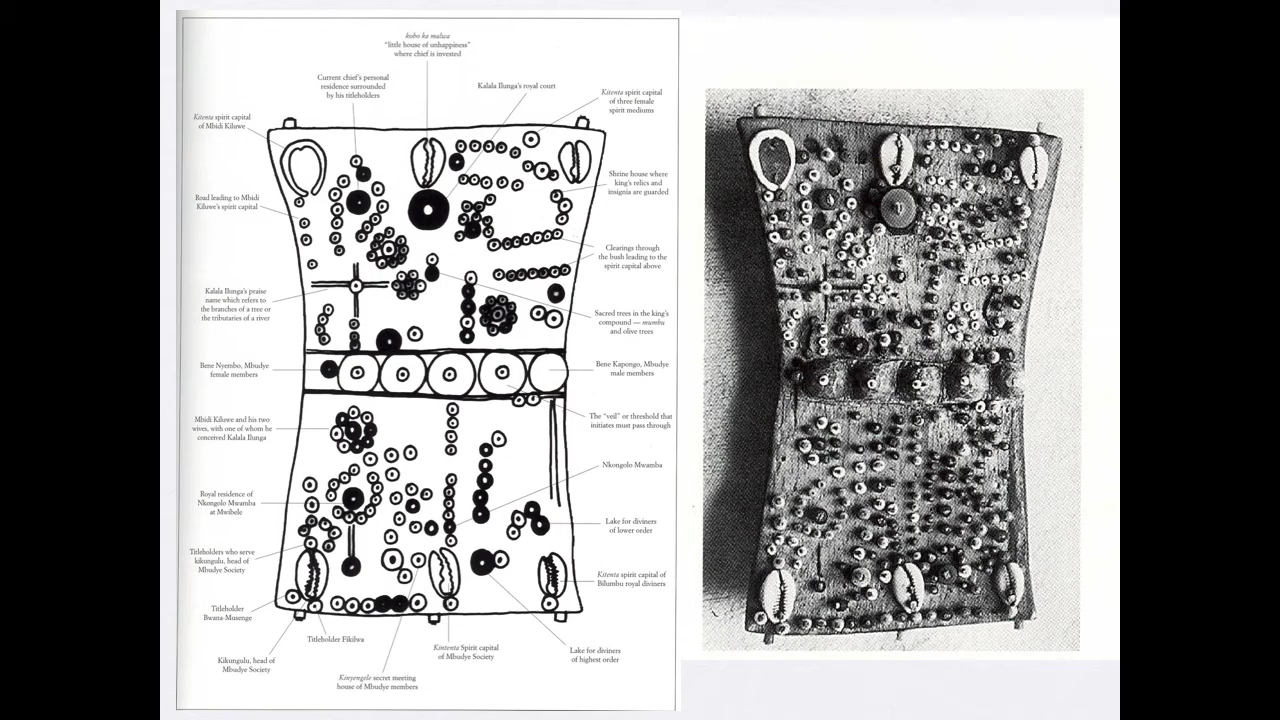 kobo ka malwa
"little house of unhappiness"
where chief is invested
Current chief's personal
residence surrounded
by his titleholders
Kalala Ilunga's royal court
Kitenta spirit capital
of three female
spirit mediums
Kitenta spirit capital
of Mbidi Kiluwe
Shrine house where
king's relics and
insignia are guarded
Road leading to Mbidi
Kiluwe's spirit capital
Clearings through
the bush leading to the
spirit capital above
Kalala Ilunga's praise
name which refers to
the branches of a tree or
the tributaries of a river
Sacred trees in the king's
compound — mumbu
and olive trees
Bene Nyembo, Mbudye
female members
Bene Kapongo, Mbudye
male members
Mbidi Kiluwe and his two
wives, with one of whom he
conceived Kalala Ilunga
The "veil" or threshold that
initiates must pass through
Nkongolo Mwamba
Royal residence of
Nkongolo Mwamba
at Mwibele
Lake for diviners
of lower order
Titleholders who serve
kikungulu, head of
Mbudye Society
Kitenta spirit capital of
Bilumbu royal diviners
Titleholder
Bwana-Musenge
Titleholder Fikilwa
Kintenta Spirit capital
of Mbudye Society
Lake for diviners
of highest order
Kikungulu, head of
Mbudye Society
Kinyengele secret meeting
house of Mbudye members